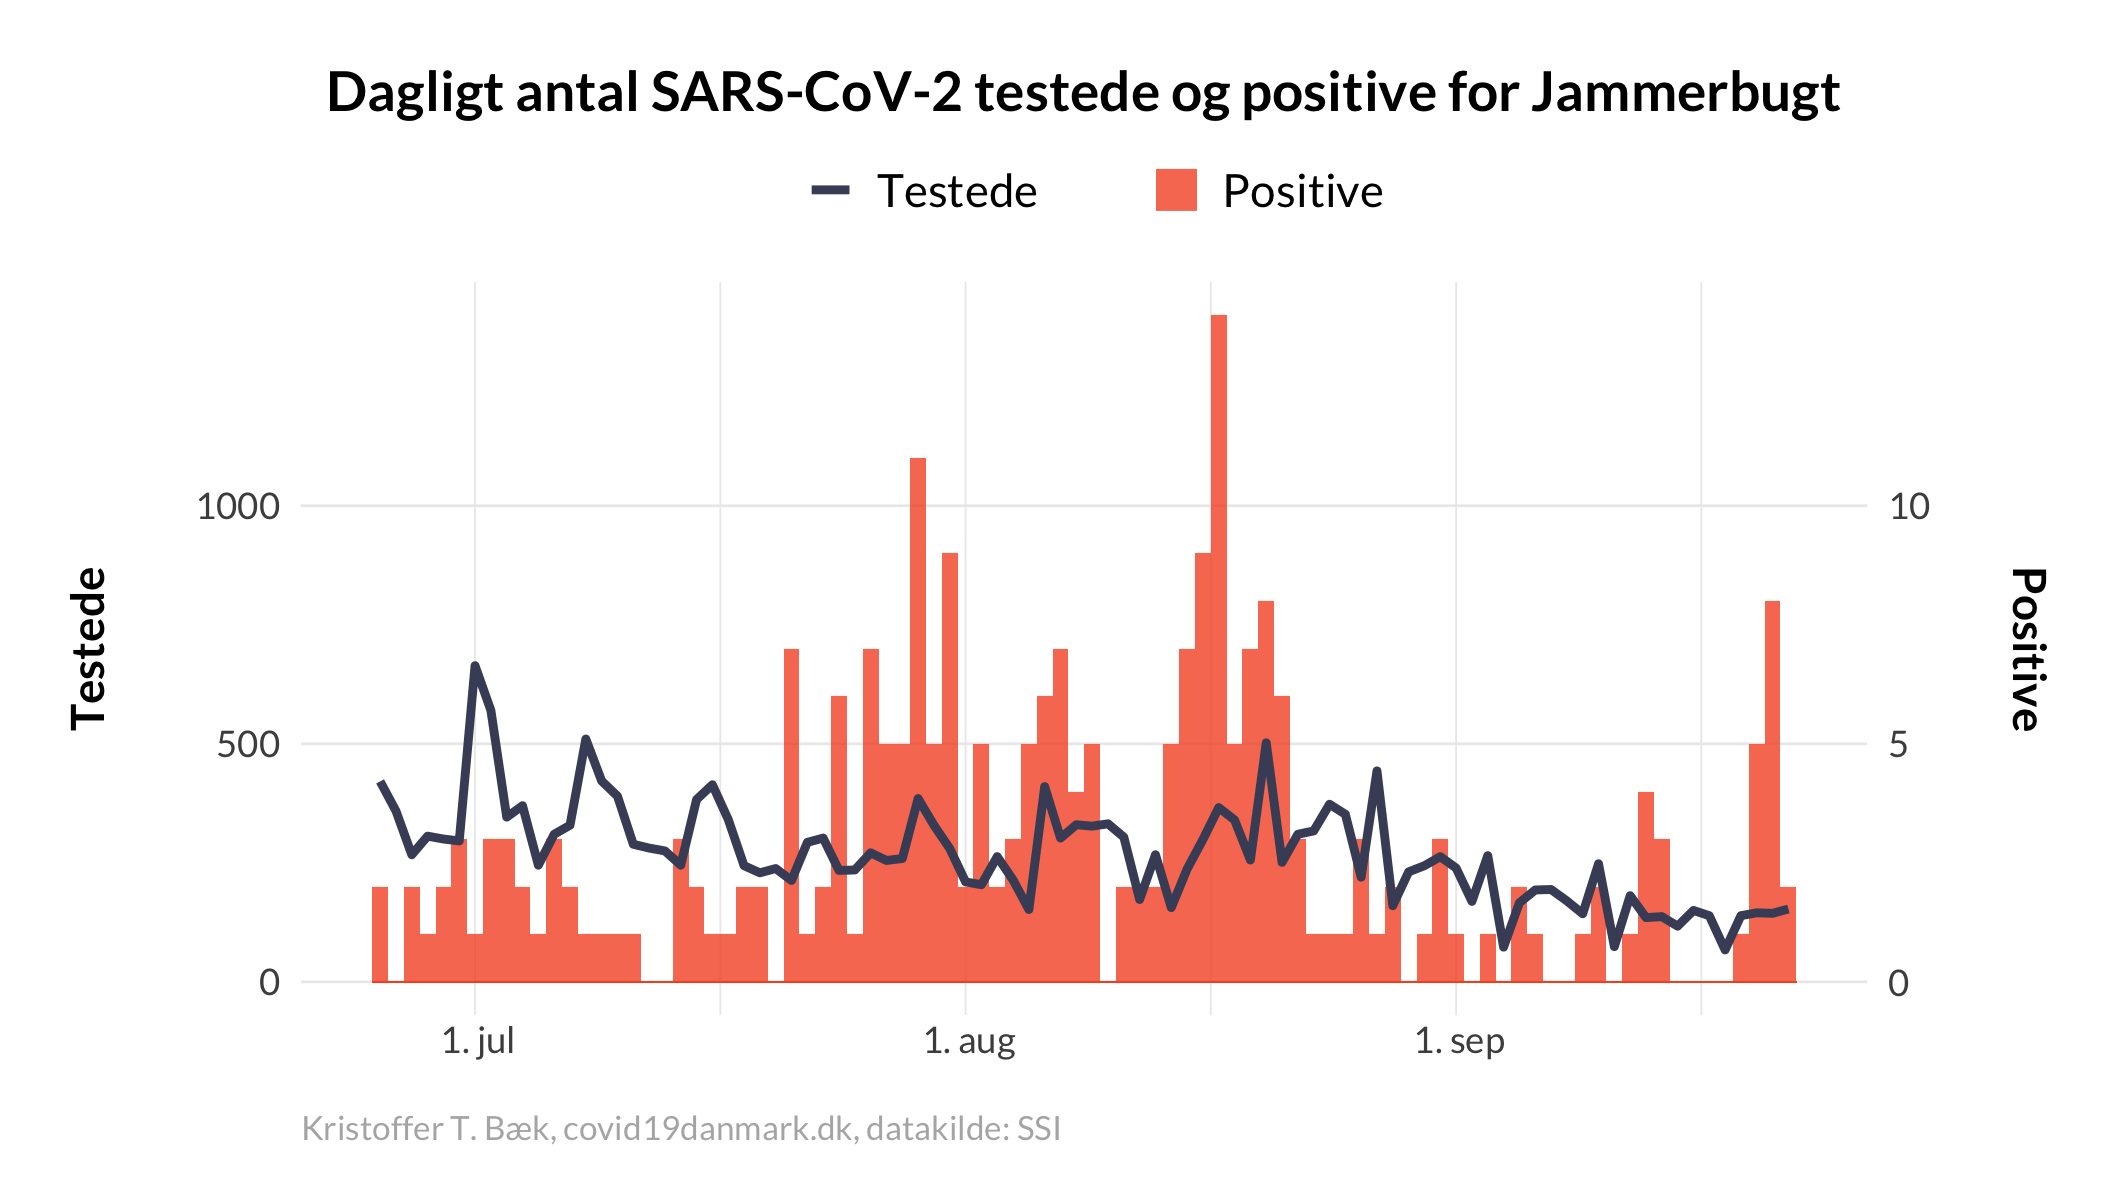 Dagligt antal SARS-CoV-2 testede og positive for Jammerbugt
Testede
Positive
Testede
1000
500
0
10
5
0
Positive
1. jul
1. aug
1. sep
Kristoffer T. Bæk, covid19danmark.dk, datakilde: SSI